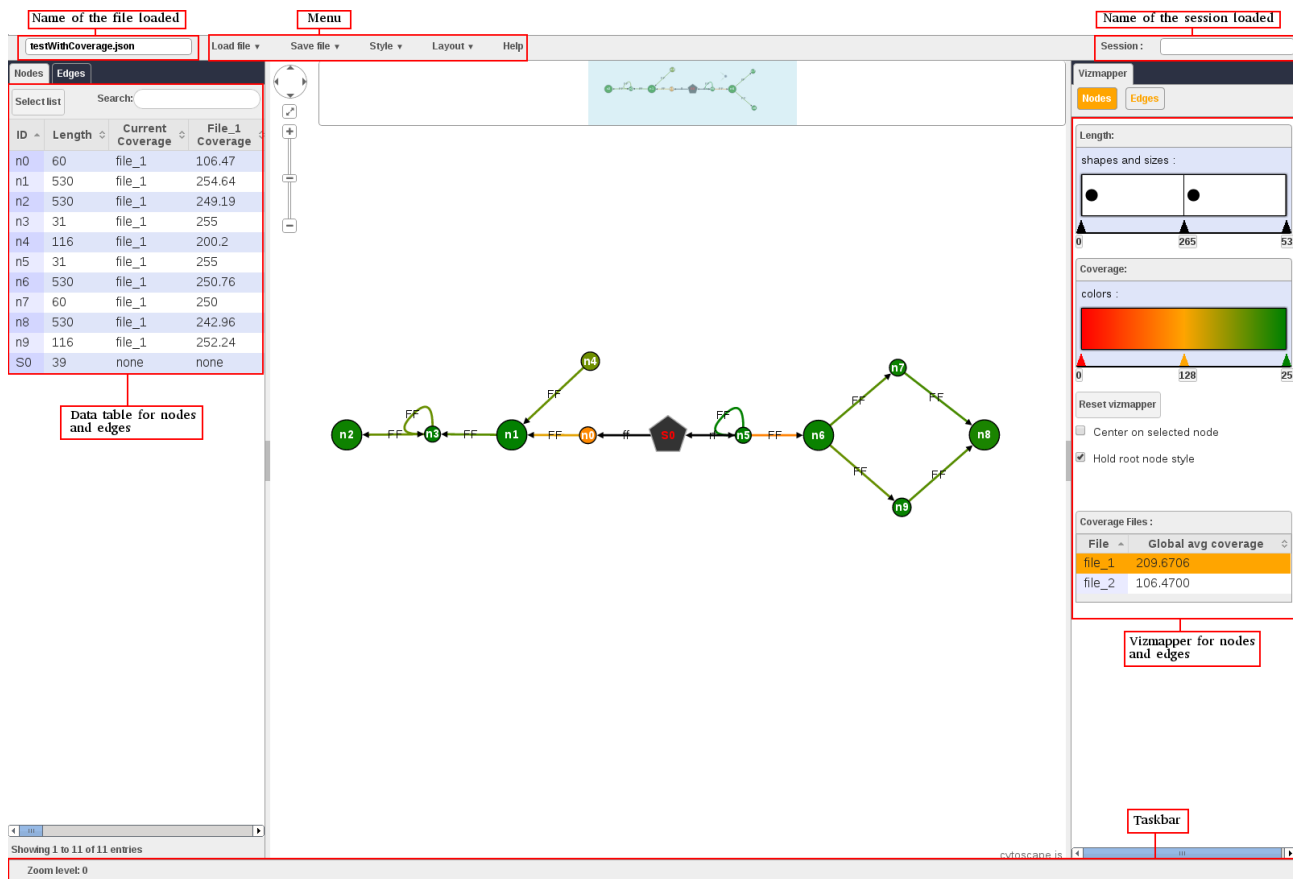 Name of the file loaded
Menu
Name of the session loaded
testWithCoverage.json
Load file ▾ Save file ▾ Style ▾ Layout ▾ Help
Session :
Nodes Edges
Select list Search:
ID Length Current Coverage File_1 Coverage
n0 60 file_1 106.47
n1 530 file_1 254.64
n2 530 file_1 249.19
n3 31 file_1 255
n4 116 file_1 200.2
n5 31 file_1 255
n6 530 file_1 250.76
n7 60 file_1 250
n8 530 file_1 242.96
n9 116 file_1 252.24
S0 39 none none
Data table for nodes
and edges
Showing 1 to 11 of 11 entries
Zoom level: 0
n4
FF
n7
FF FF
FF FF
n2 FF n3 FF n1 FF n0 ff S0 n5 FF n6 n8
FF FF
n9
cytoscape.js
Vizmapper
Nodes Edges
Length:
shapes and sizes :
0 265 53
Coverage:
colors :
0 128 25
Reset vizmapper
Center on selected node
Hold root node style
Coverage Files :
File Global avg coverage
file_1 209.6706
file_2 106.4700
Vizmapper for nodes
and edges
Taskbar